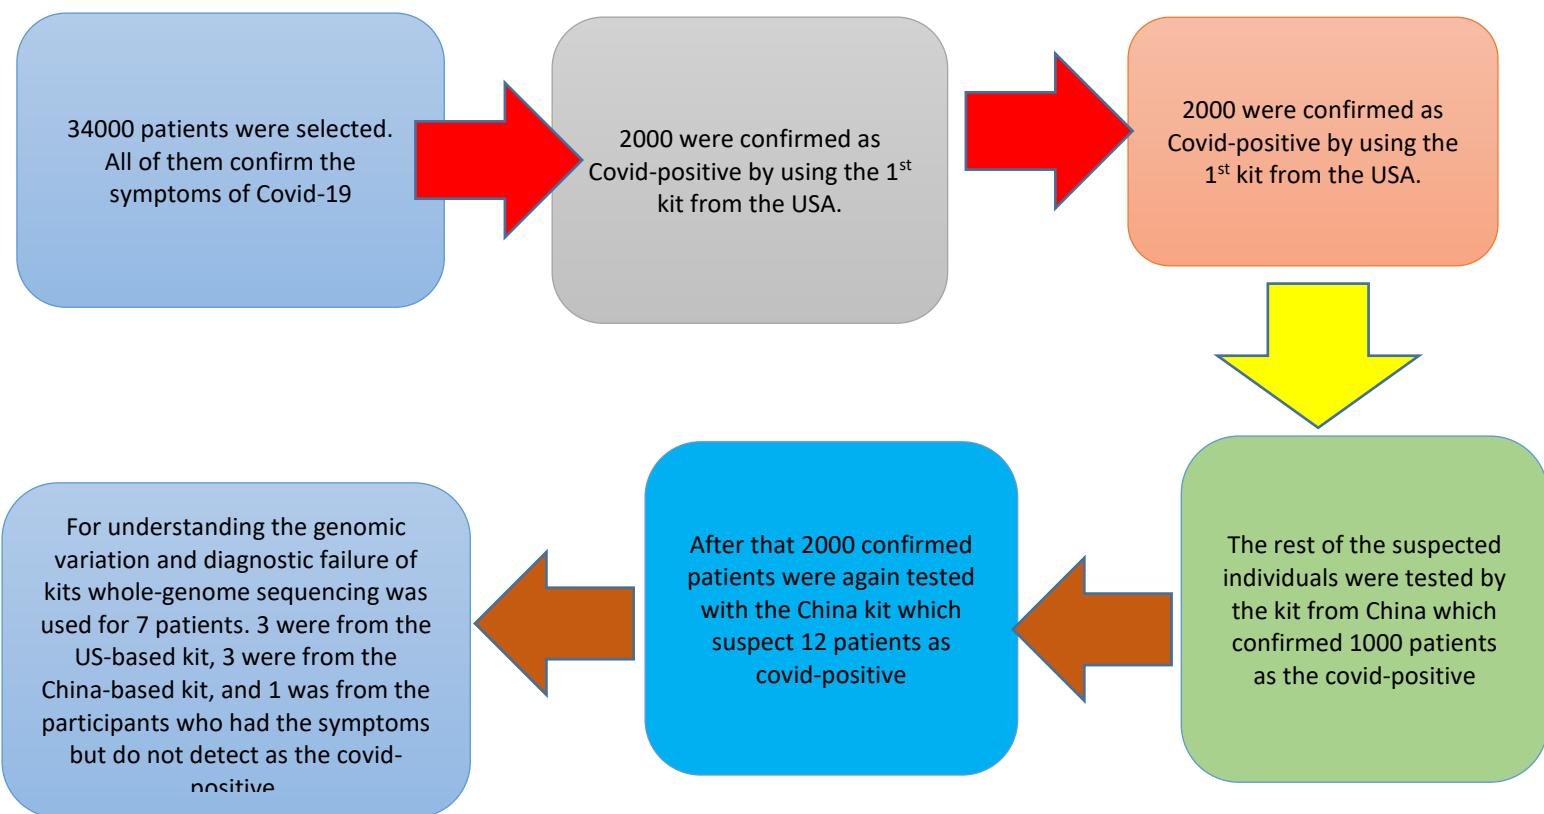 34000 patients were selected.
All of them confirm the
symptoms of Covid-19
2000 were confirmed as
Covid-positive by using the 1st
kit from the USA.
2000 were confirmed as
Covid-positive by using the
1st kit from the USA.
The rest of the suspected
individuals were tested by
the kit from China which
confirmed 1000 patients
as the covid-positive
After that 2000 confirmed
patients were again tested
with the China kit which
suspect 12 patients as
covid-positive
For understanding the genomic
variation and diagnostic failure of
kits whole-genome sequencing was
used for 7 patients. 3 were from the
US-based kit, 3 were from the
China-based kit, and 1 was from the
participants who had the symptoms
but do not detect as the covid-
positive